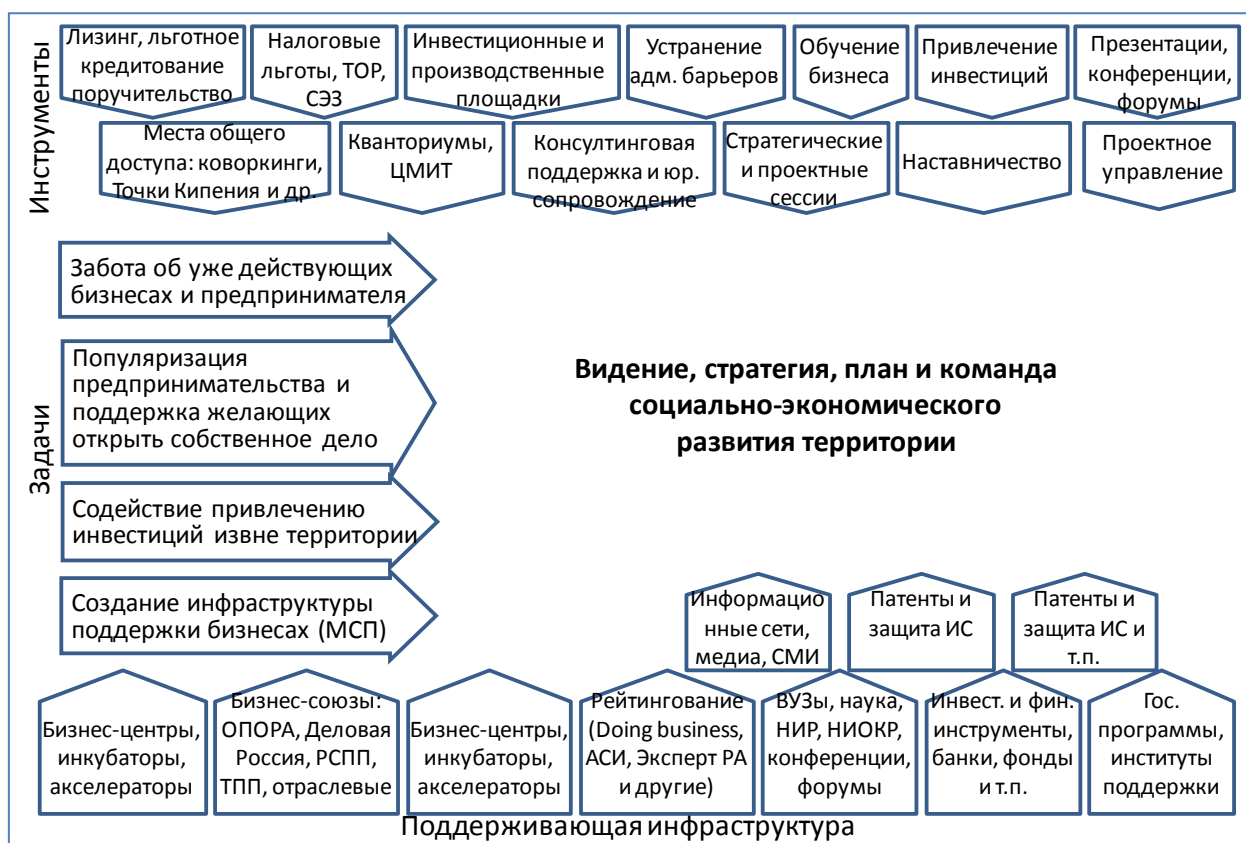 Инструменты
Лизинг, льготное
кредитование
поручительство
Налоговые
льготы, ТОР,
СЭЗ
Инвестиционные и
производственные
площадки
Устранение
адм. барьеров
Обучение
бизнеса
Привлечение
инвестиций
Презентации,
конференции,
форумы
Места общего
доступа: коворкинги,
Точки Кипения и др.
Кванториумы,
ЦМИТ
Консултинговая
поддержка и юр.
сопровождение
Стратегические
и проектные
сессии
Наставничество
Проектное
управление
Задачи
Забота об уже действующих
бизнесах и предпринимателя
Популяризация
предпринимательства и
поддержка желающих
открыть собственное дело
Содействие привлечению
инвестиций извне территории
Создание инфраструктуры
поддержки бизнесах (МСП)
Видение, стратегия, план и команда
социально-экономического
развития территории
Информацио
нные сети,
медиа, СМИ
Патенты и
защита ИС
Патенты и
защита ИС и
т.п.
Бизнес-центры,
инкубаторы,
акселераторы
Бизнес-союзы:
ОПОРА, Деловая
Россия, РСПП,
ТПП, отраслевые
Бизнес-центры,
инкубаторы,
акселераторы
Рейтингование
(Doing business,
АСИ, Эксперт РА
и другие)
ВУЗы, наука,
НИР, НИОКР,
конференции,
форумы
Инвест. и фин.
инструменты,
банки, фонды
и т.п.
Гос.
программы,
институты
поддержки
Поддерживающая инфраструктура